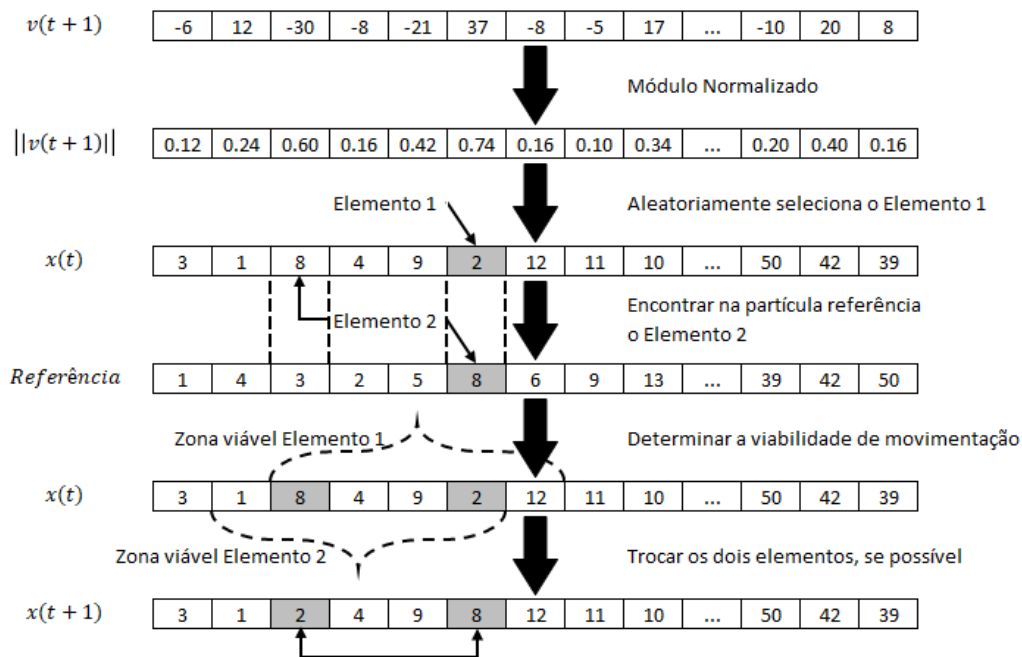 v(t + 1) -6 12 -30 -8 -21 37 -8 -5 17 ... -10 20 8
Módulo Normalizado
||v(t + 1)|| 0.12 0.24 0.60 0.16 0.42 0.74 0.16 0.10 0.34 ... 0.20 0.40 0.16
Elemento 1 Aleatoriamente seleciona o Elemento 1
x(t) 3 1 8 4 9 2 12 11 10 ... 50 42 39
Elemento 2 Encontrar na partícula referência
o Elemento 2
Referência 1 4 3 2 5 8 6 9 13 ... 39 42 50
Zona viável Elemento 1 Determinar a viabilidade de movimentação
x(t) 3 1 8 4 9 2 12 11 10 ... 50 42 39
Zona viável Elemento 2 Trocar os dois elementos, se possível
x(t + 1) 3 1 2 4 9 8 12 11 10 ... 50 42 39